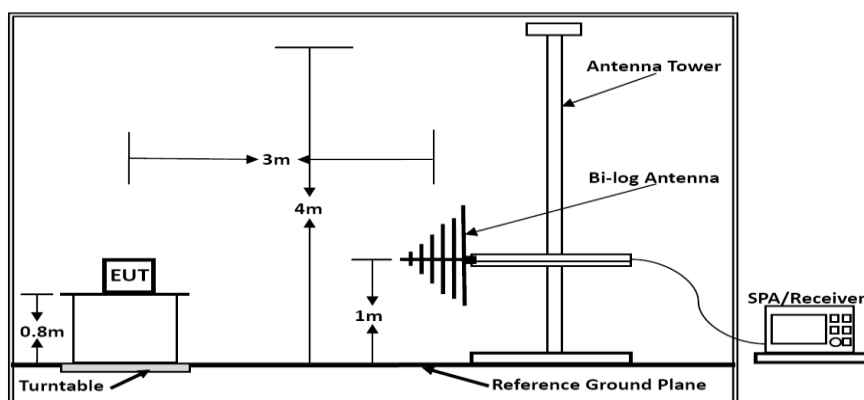 Antenna Tower
3m
Bi-log Antenna
4m
EUT
SPA/Receiver
0.8m
1m
Turntable
Reference Ground Plane